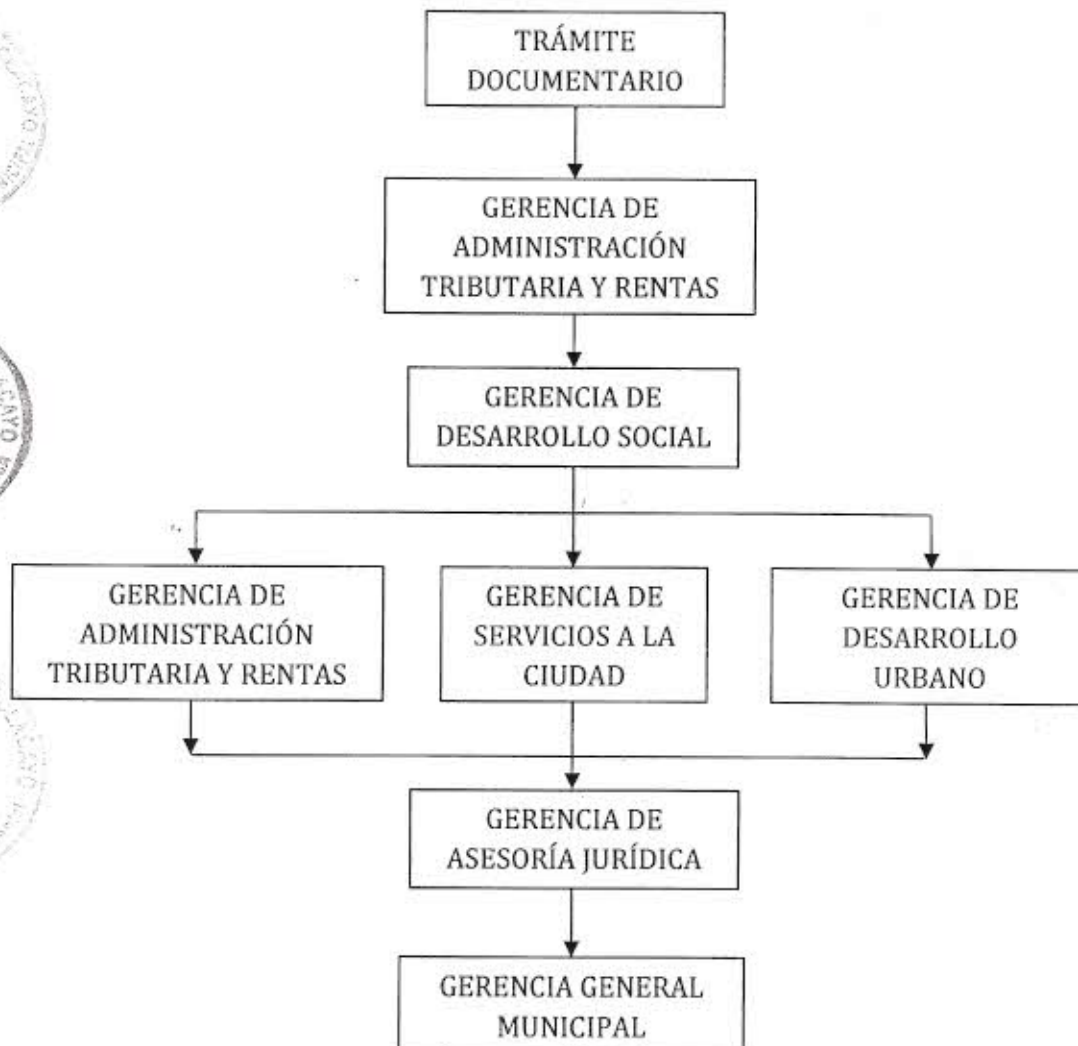 TRÁMITE
DOCUMENTARIO
GERENCIA DE
ADMINISTRACIÓN
TRIBUTARIA Y RENTAS
GERENCIA DE
DESARROLLO SOCIAL
GERENCIA DE
ADMINISTRACIÓN
TRIBUTARIA Y RENTAS
GERENCIA DE
SERVICIOS A LA
CIUDAD
GERENCIA DE
DESARROLLO
URBANO
GERENCIA DE
ASESORÍA JURÍDICA
GERENCIA GENERAL
MUNICIPAL